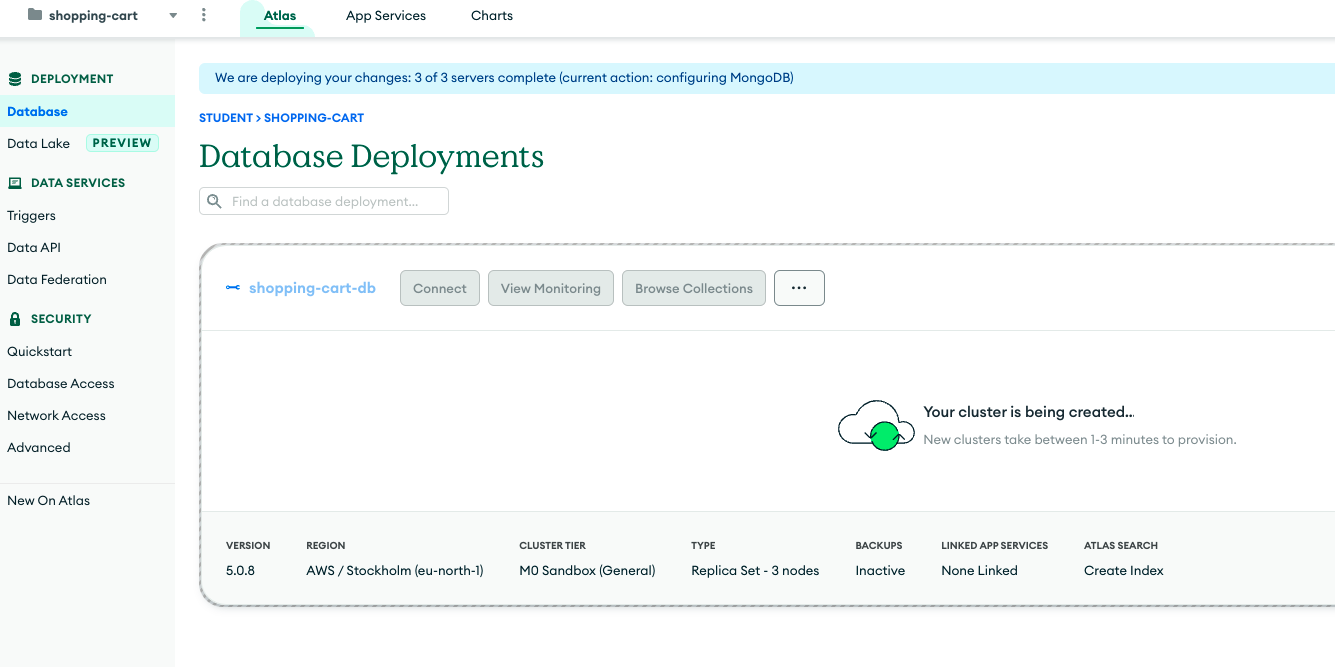 shopping-cart
Atlas App Services Charts
We are deploying your changes: 3 of 3 servers complete (current action: configuring MongoDB)
DEPLOYMENT
Database
Data Lake PREVIEW
DATA SERVICES
Triggers
Data API
Data Federation
SECURITY
Quickstart
Database Access
Network Access
Advanced
New On Atlas
STUDENT > SHOPPING-CART
Database Deployments
Find a database deployment...
shopping-cart-db Connect View Monitoring Browse Collections ...
Your cluster is being created...
New clusters take between 1-3 minutes to provision.
VERSION REGION CLUSTER TIER TYPE BACKUPS LINKED APP SERVICES ATLAS SEARCH
5.0.8 AWS / Stockholm (eu-north-1) M0 Sandbox (General) Replica Set - 3 nodes Inactive None Linked Create Index